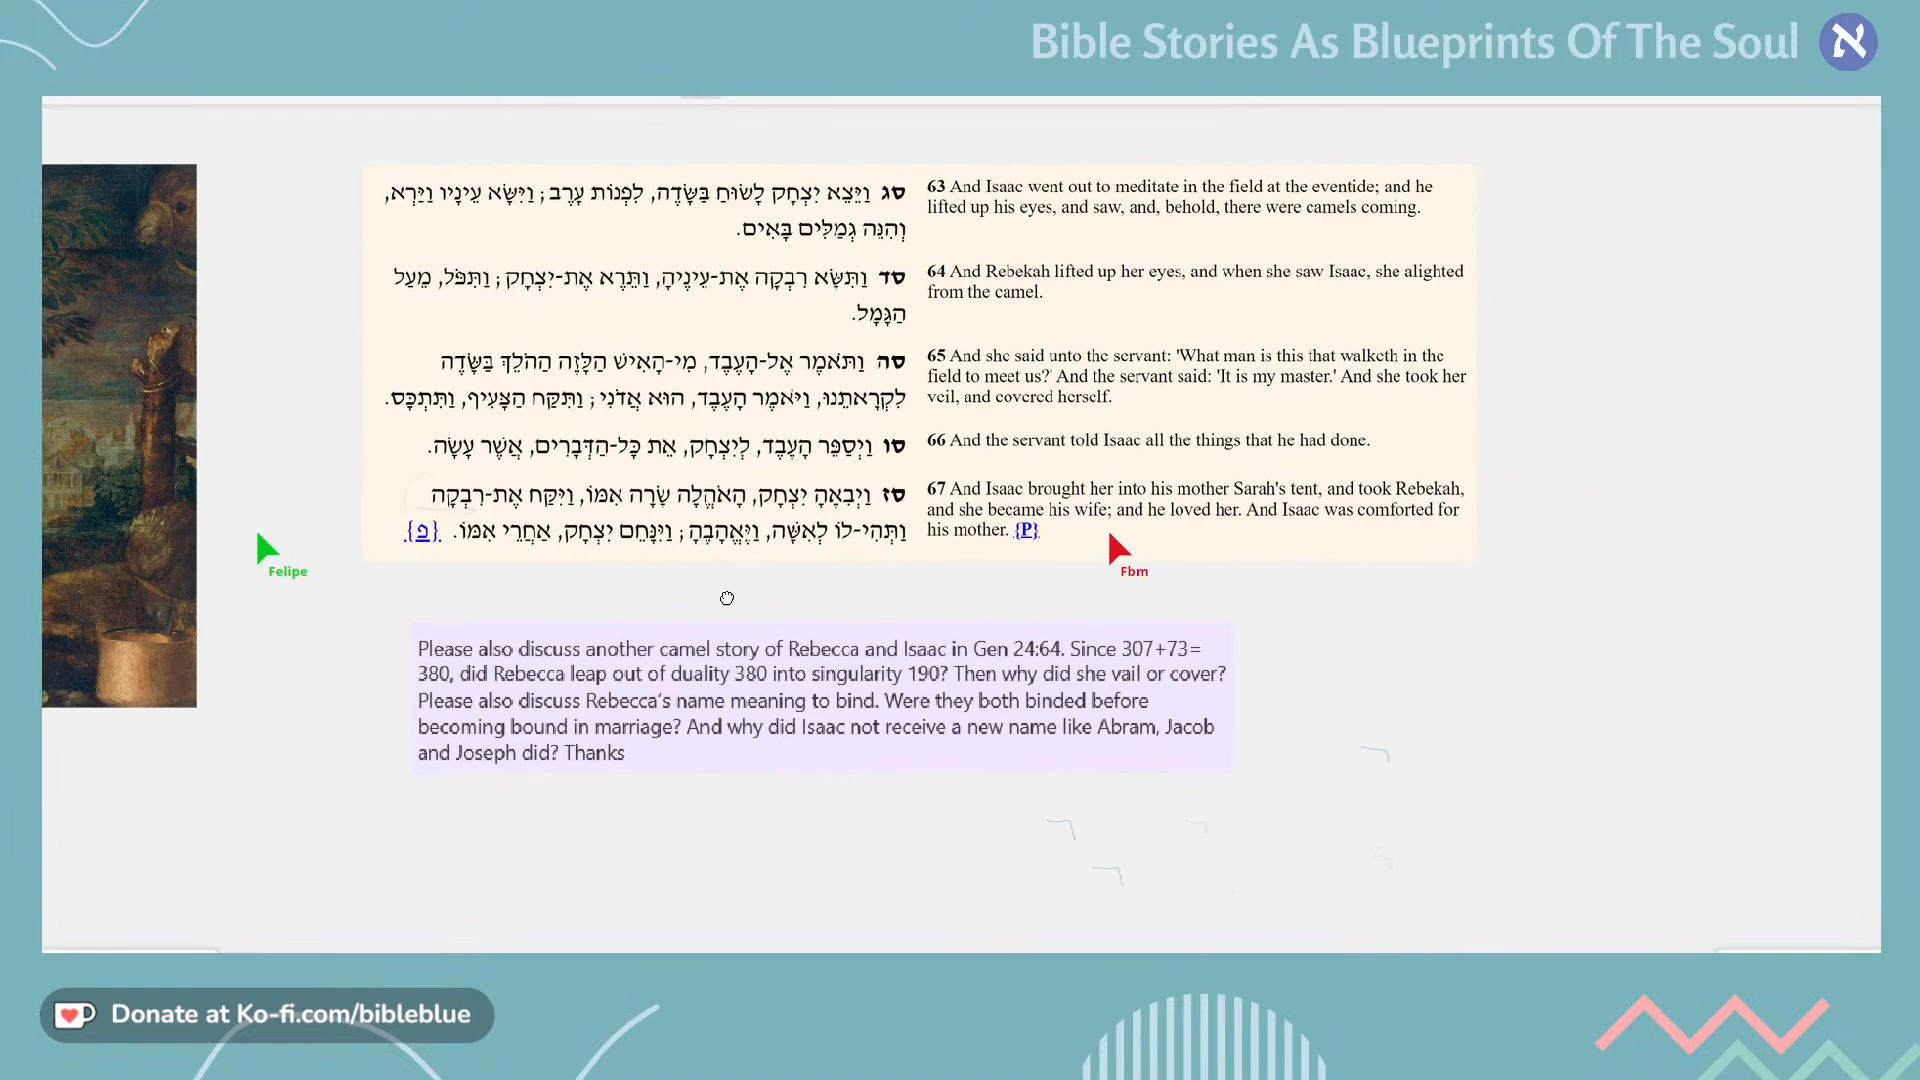 Bible Stories As Blueprints Of The Soul
א
סג וַיֵּצֵא יִצְחָק לָשׂוּחַ בַּשָּׂדֶה, לִפְנוֹת עָרֶב; וַיִּשָּׂא עֵינָיו וַיַּרְא,
וְהִנֵּה גְמַלִּים בָּאִים.
63 And Isaac went out to meditate in the field at the eventide; and he
lifted up his eyes, and saw, and, behold, there were camels coming.
סד וַתִּשָּׂא רִבְקָה אֶת-עֵינֶיהָ, וַתֵּרֶא אֶת-יִצְחָק; וַתִּפֹּל, מֵעַל
הַגָּמָל.
64 And Rebekah lifted up her eyes, and when she saw Isaac, she alighted
from the camel.
סה וַתֹּאמֶר אֶל-הָעֶבֶד, מִי-הָאִישׁ הַלָּזֶה הַהֹלֵךְ בַּשָּׂדֶה
לִקְרָאתֵנוּ, וַיֹּאמֶר הָעֶבֶד, הוּא אֲדֹנִי; וַתִּקַּח הַצָּעִיף, וַתִּתְכָּס.
65 And she said unto the servant: 'What man is this that walketh in the
field to meet us?' And the servant said: 'It is my master.' And she took her
veil, and covered herself.
סו וַיְסַפֵּר הָעֶבֶד, לְיִצְחָק, אֵת כָּל-הַדְּבָרִים, אֲשֶׁר עָשָׂה.
66 And the servant told Isaac all the things that he had done.
סז וַיְבִאֶהָ יִצְחָק, הָאֹהֱלָה שָׂרָה אִמּוֹ, וַיִּקַּח אֶת-רִבְקָה
וַתְּהִי-לוֹ לְאִשָּׁה, וַיֶּאֱהָבֶהָ; וַיִּנָּחֵם יִצְחָק, אַחֲרֵי אִמּוֹ. {פ}
67 And Isaac brought her into his mother Sarah's tent, and took Rebekah,
and she became his wife; and he loved her. And Isaac was comforted for
his mother. {P}
Felipe
Fbm
Please also discuss another camel story of Rebecca and Isaac in Gen 24:64. Since 307+73=
380, did Rebecca leap out of duality 380 into singularity 190? Then why did she vail or cover?
Please also discuss Rebecca's name meaning to bind. Were they both binded before
becoming bound in marriage? And why did Isaac not receive a new name like Abram, Jacob
and Joseph did? Thanks
Donate at Ko-fi.com/bibleblue